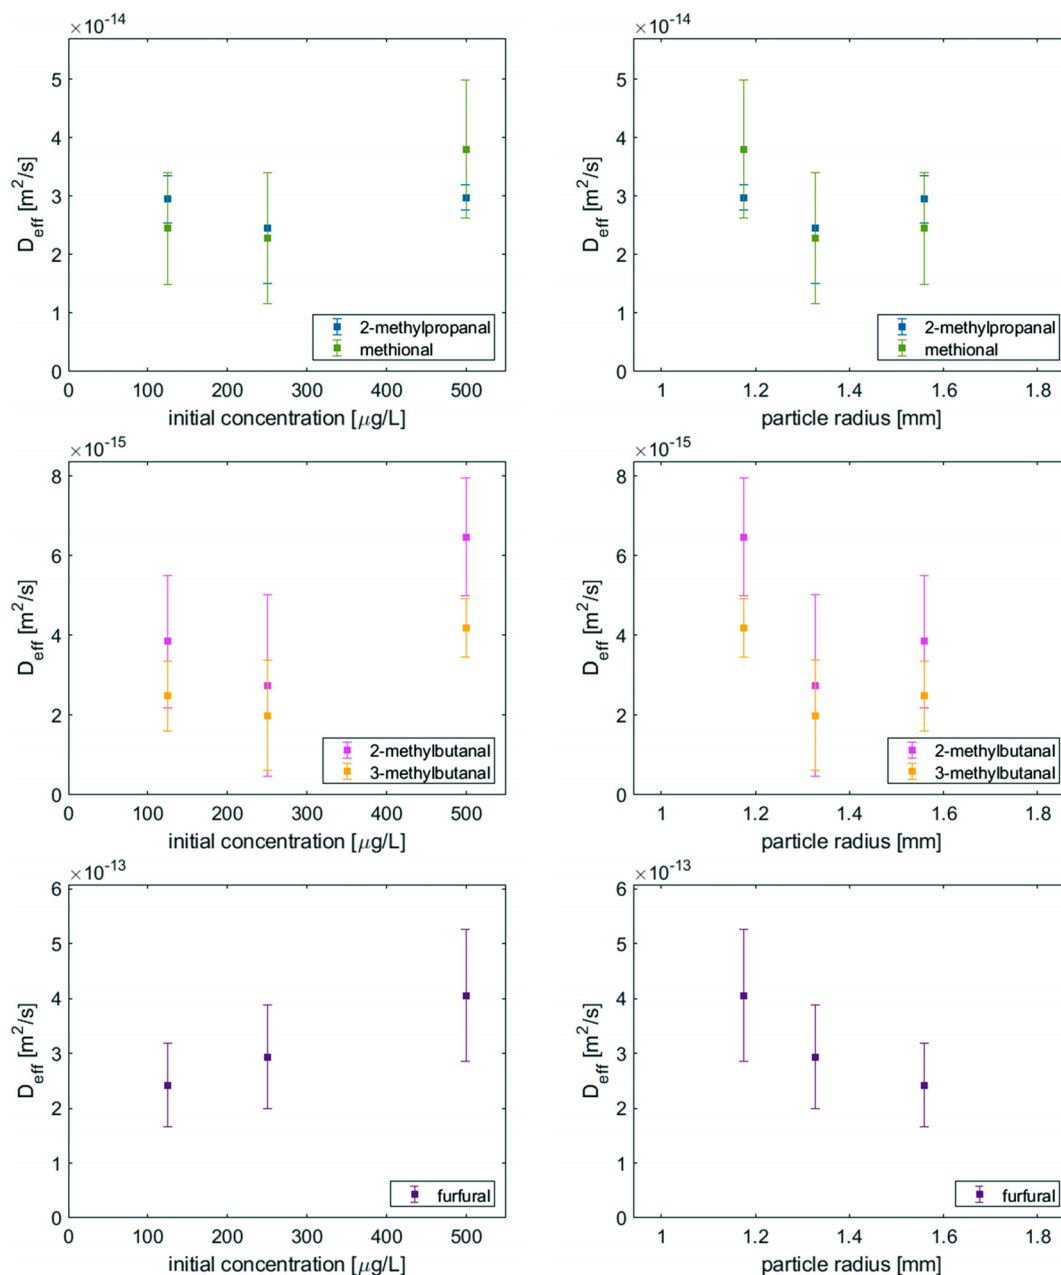 ×10⁻¹⁴
5
4
3
2
1
0
D_eff [m²/s]
2-methylpropanal
methional
0 100 200 300 400 500
initial concentration [μg/L]
×10⁻¹⁴
5
4
3
2
1
0
D_eff [m²/s]
2-methylpropanal
methional
1 1.2 1.4 1.6 1.8
particle radius [mm]
×10⁻¹⁵
8
6
4
2
0
D_eff [m²/s]
2-methylbutanal
3-methylbutanal
0 100 200 300 400 500
initial concentration [μg/L]
×10⁻¹⁵
8
6
4
2
0
D_eff [m²/s]
2-methylbutanal
3-methylbutanal
1 1.2 1.4 1.6 1.8
particle radius [mm]
×10⁻¹³
6
5
4
3
2
1
0
D_eff [m²/s]
furfural
0 100 200 300 400 500
initial concentration [μg/L]
×10⁻¹³
6
5
4
3
2
1
0
D_eff [m²/s]
furfural
1 1.2 1.4 1.6 1.8
particle radius [mm]